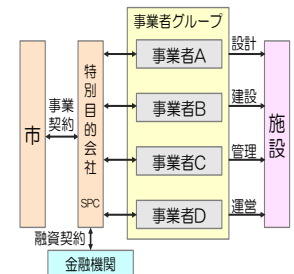 事業者グループ
市
事業
契約
特別目的会社
SPC
事業者A
設計
事業者B
建設
事業者C
管理
事業者D
運営
施設
融資契約
金融機関